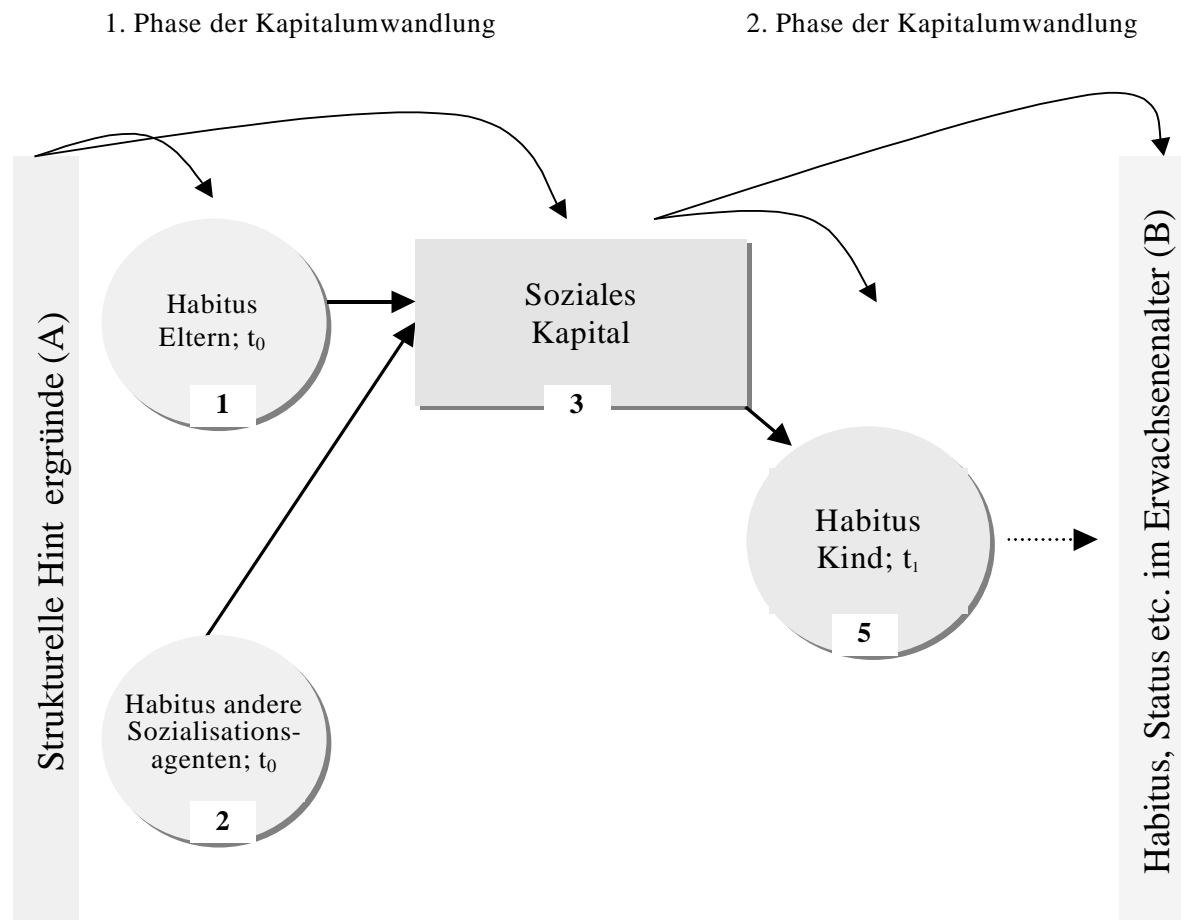 1. Phase der Kapitalumwandlung
2. Phase der Kapitalumwandlung
Strukturelle Hint ergründe (A)
Habitus
Eltern; t₀
1
Habitus andere
Sozialisations-
agenten; t₀
2
Soziales
Kapital
3
Habitus
Kind; t₁
5
Habitus, Status etc. im Erwachsenenalter (B)